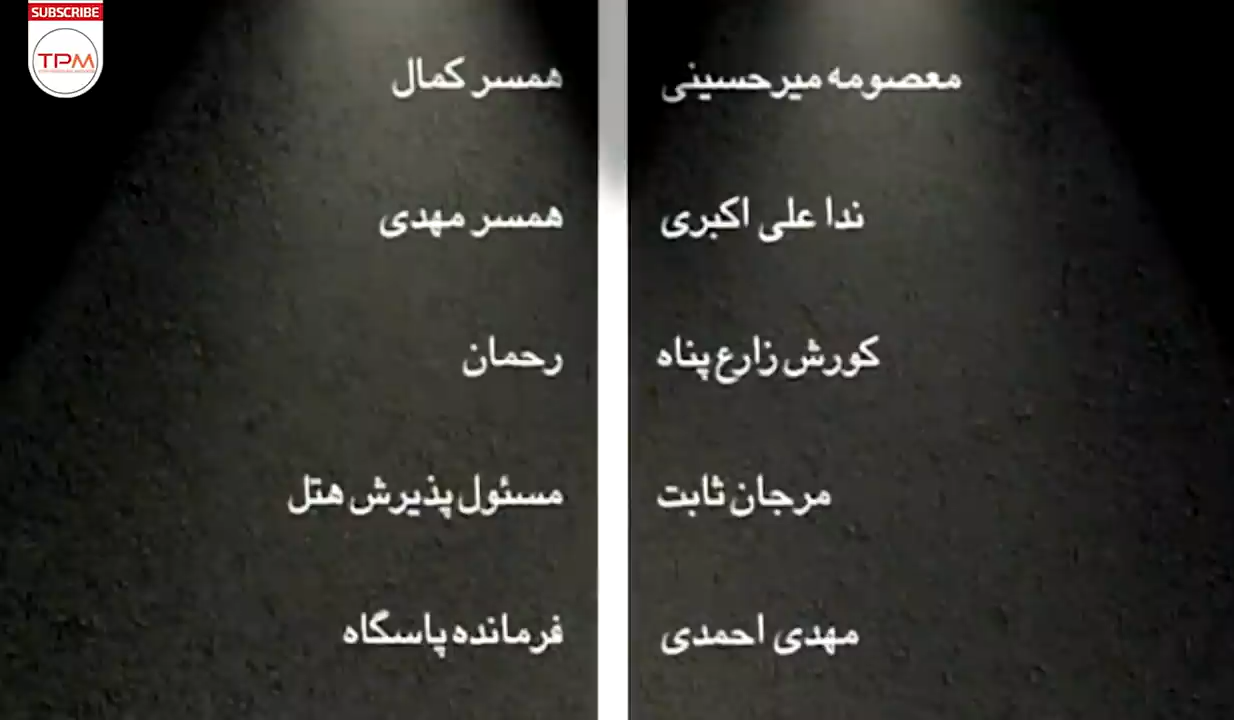 SUBSCRIBE
TPM
معصومه میرحسینی همسر کمال
ندا علی اکبری همسر مهدی
کورش زارع پناه رحمان
مرجان ثابت مسئول پذیرش هتل
مهدی احمدی فرمانده پاسگاه